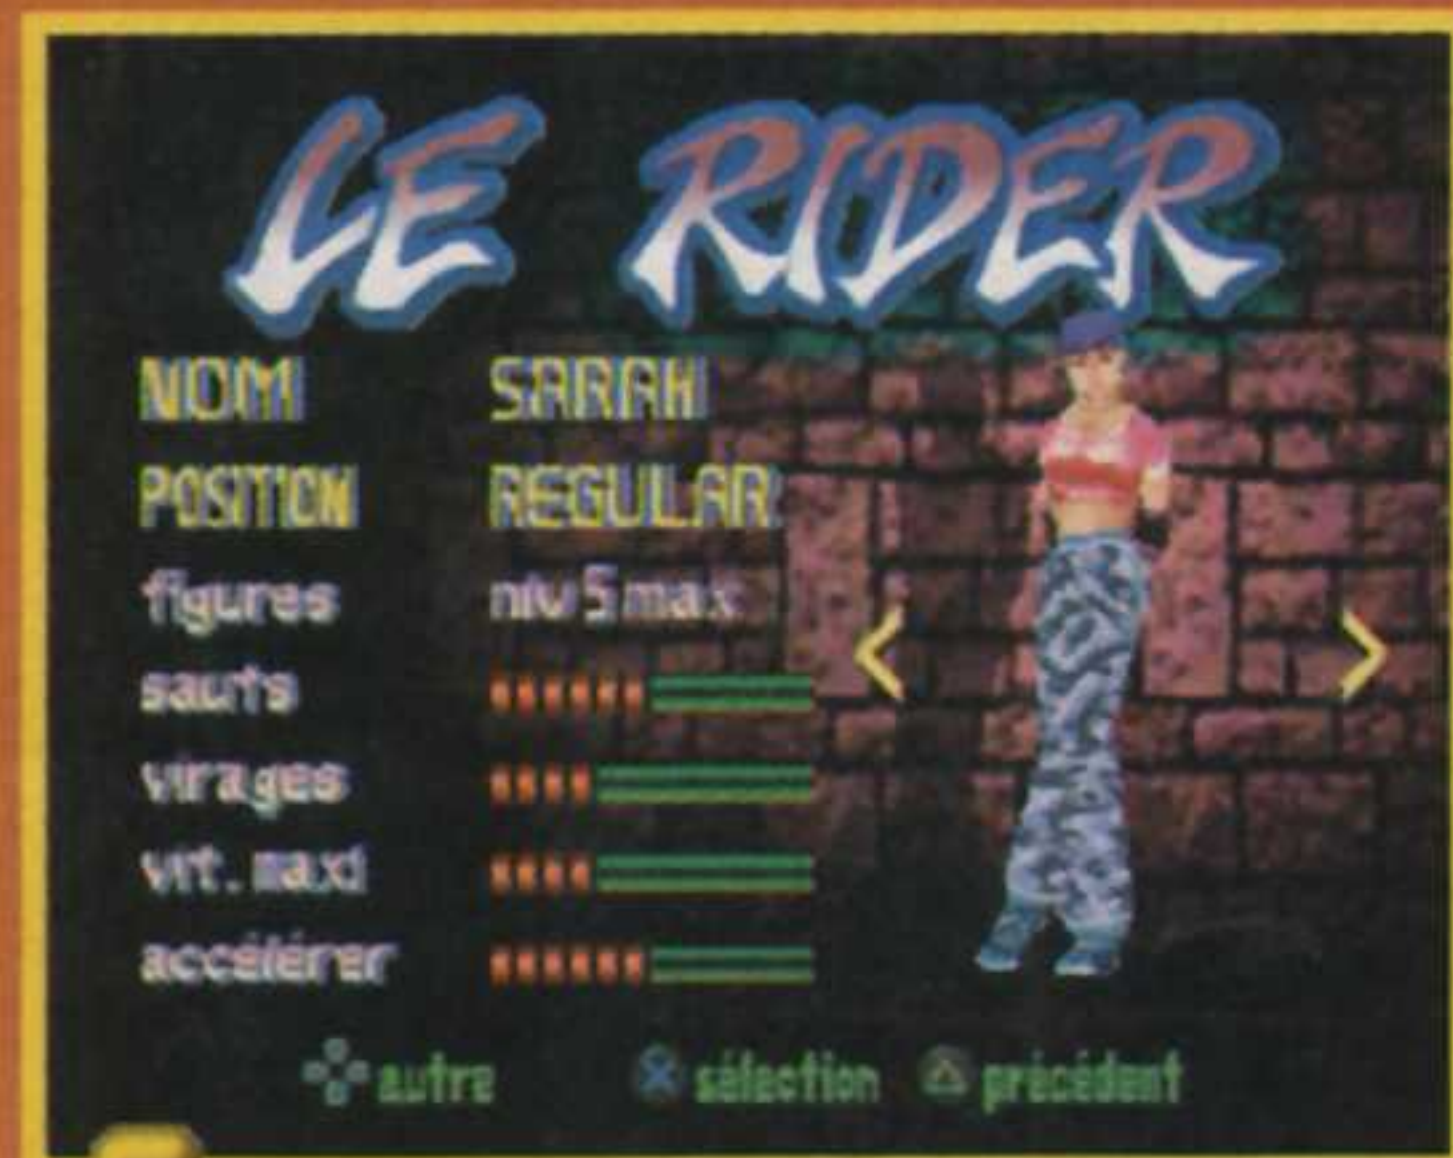 LE RIDER
NOM SARAH
POSITION REGULAR
figures niv 5 max
sauts
virages
vit. maxi
accélérer
autre sélection précédent